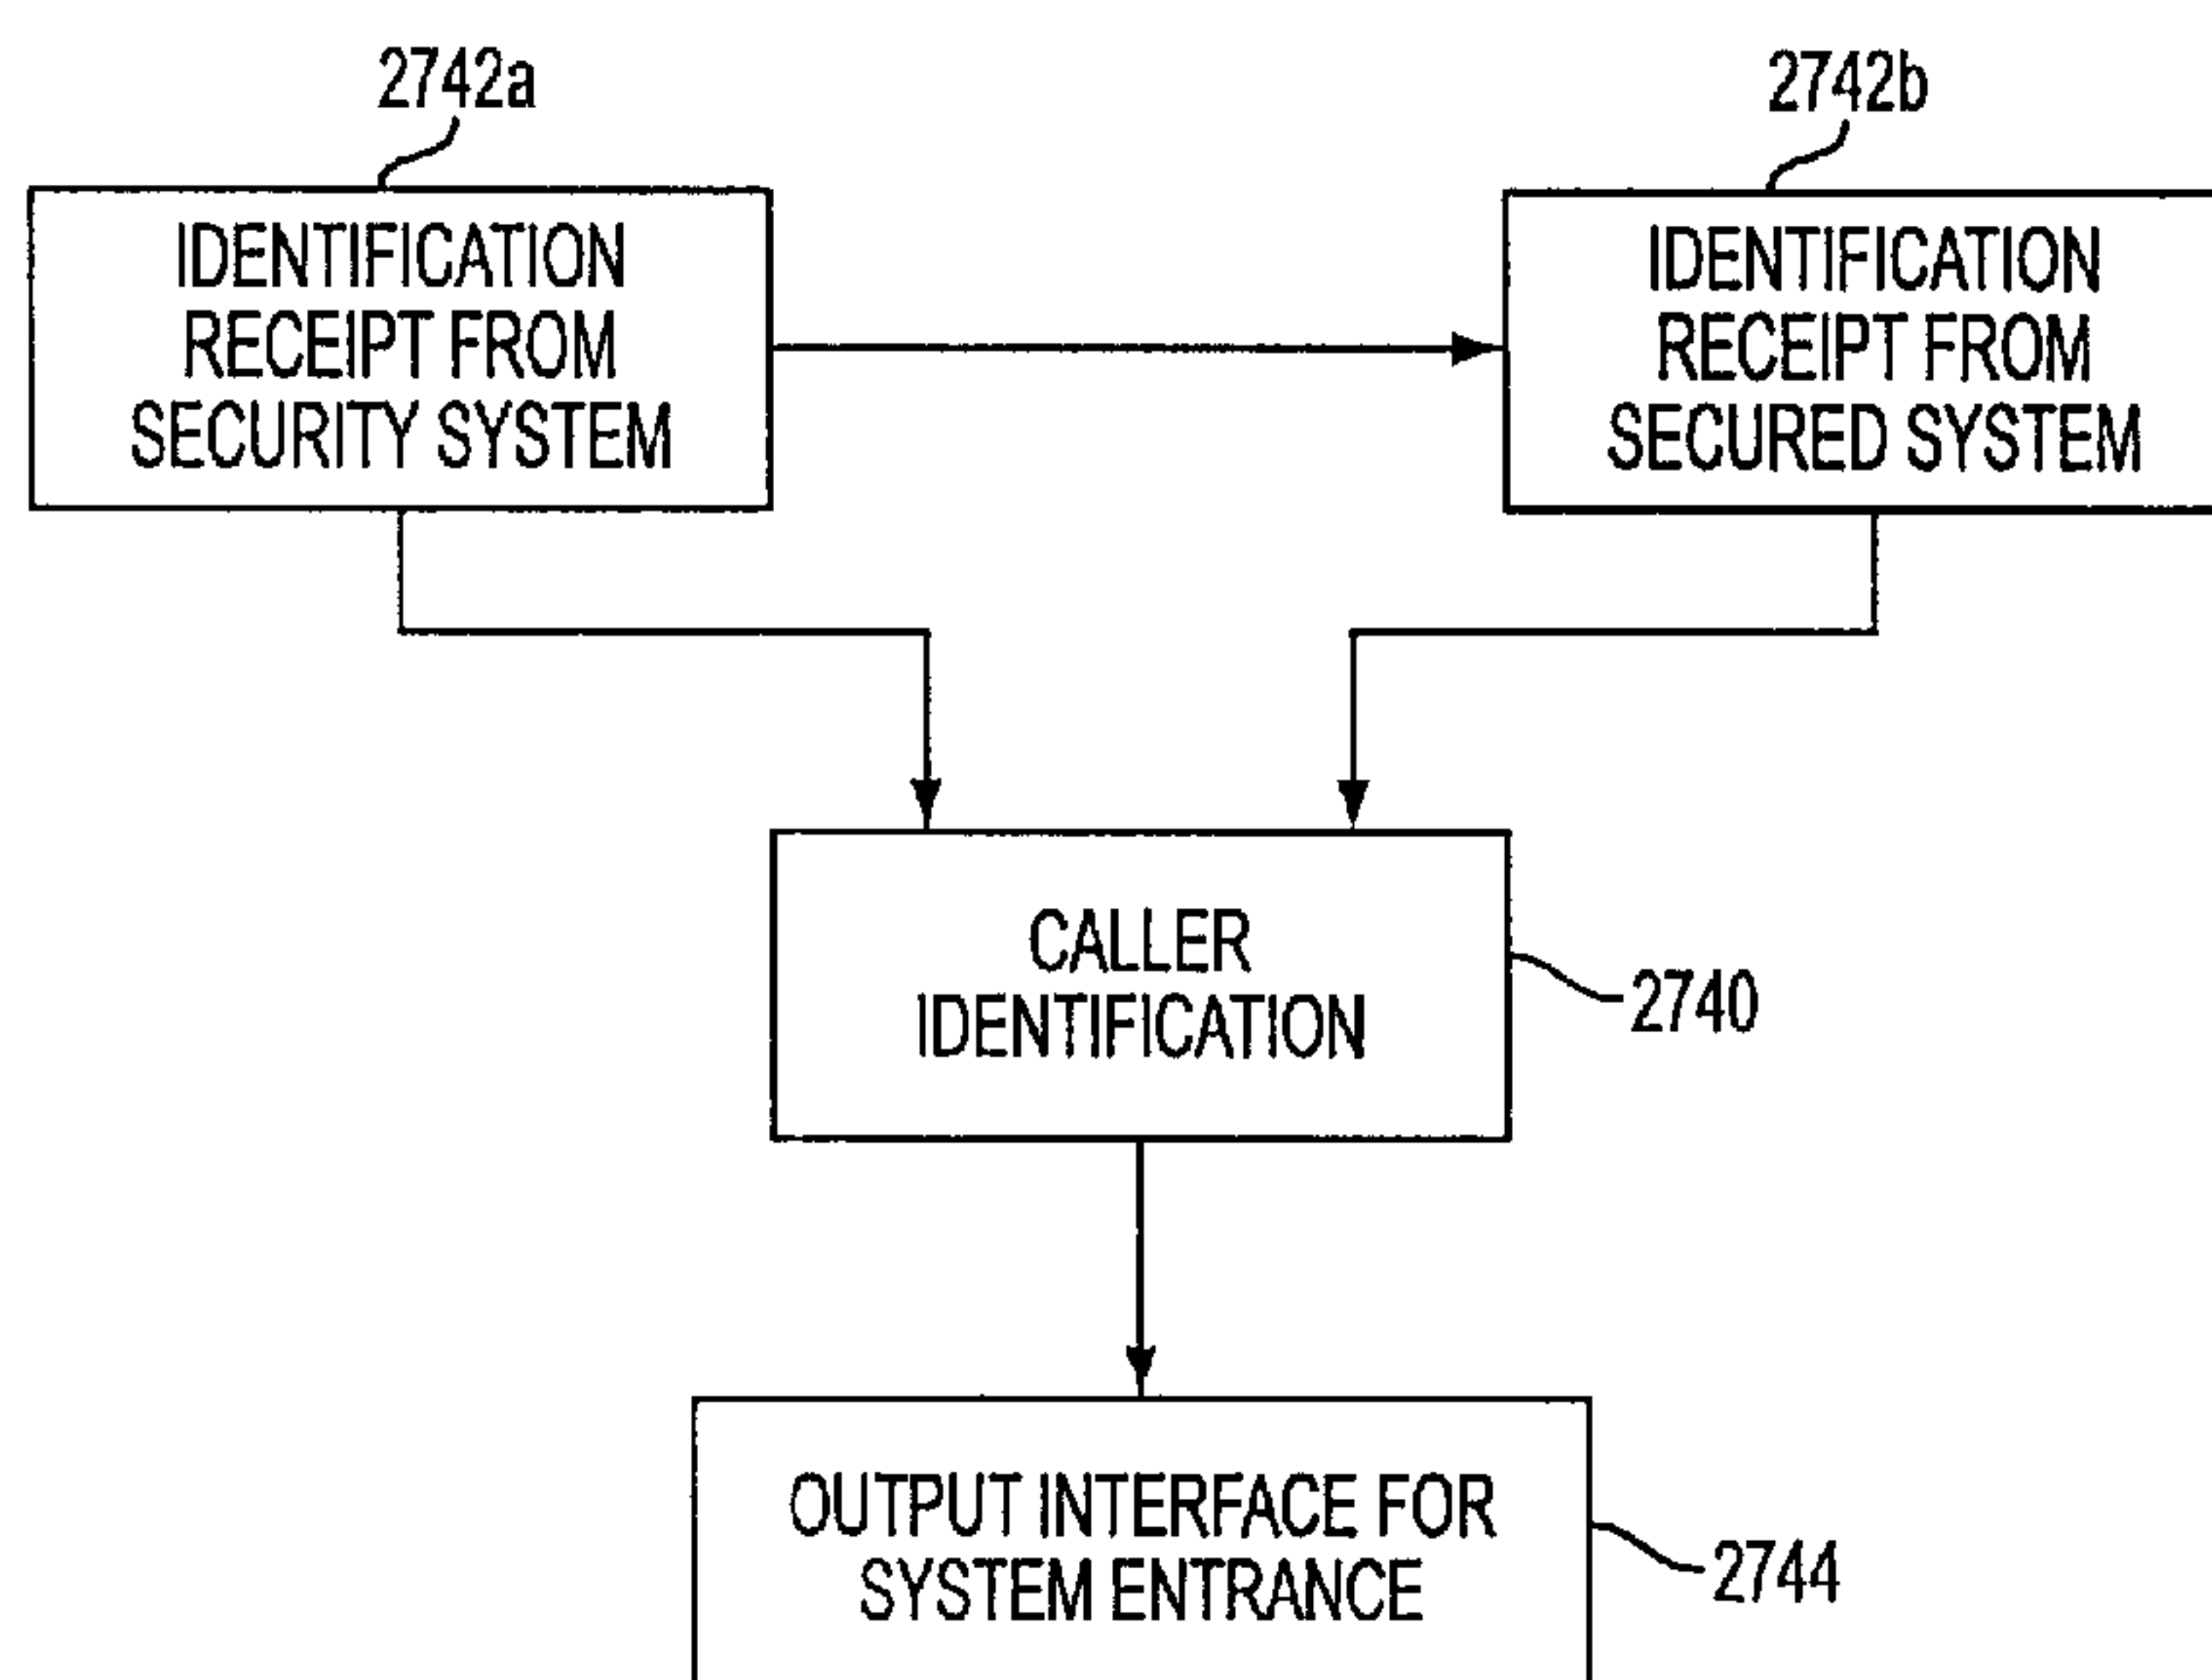 2742a
2742b
IDENTIFICATION
RECEIPT FROM
SECURITY SYSTEM
IDENTIFICATION
RECEIPT FROM
SECURED SYSTEM
CALLER
IDENTIFICATION
2740
OUTPUT INTERFACE FOR
SYSTEM ENTRANCE
2744